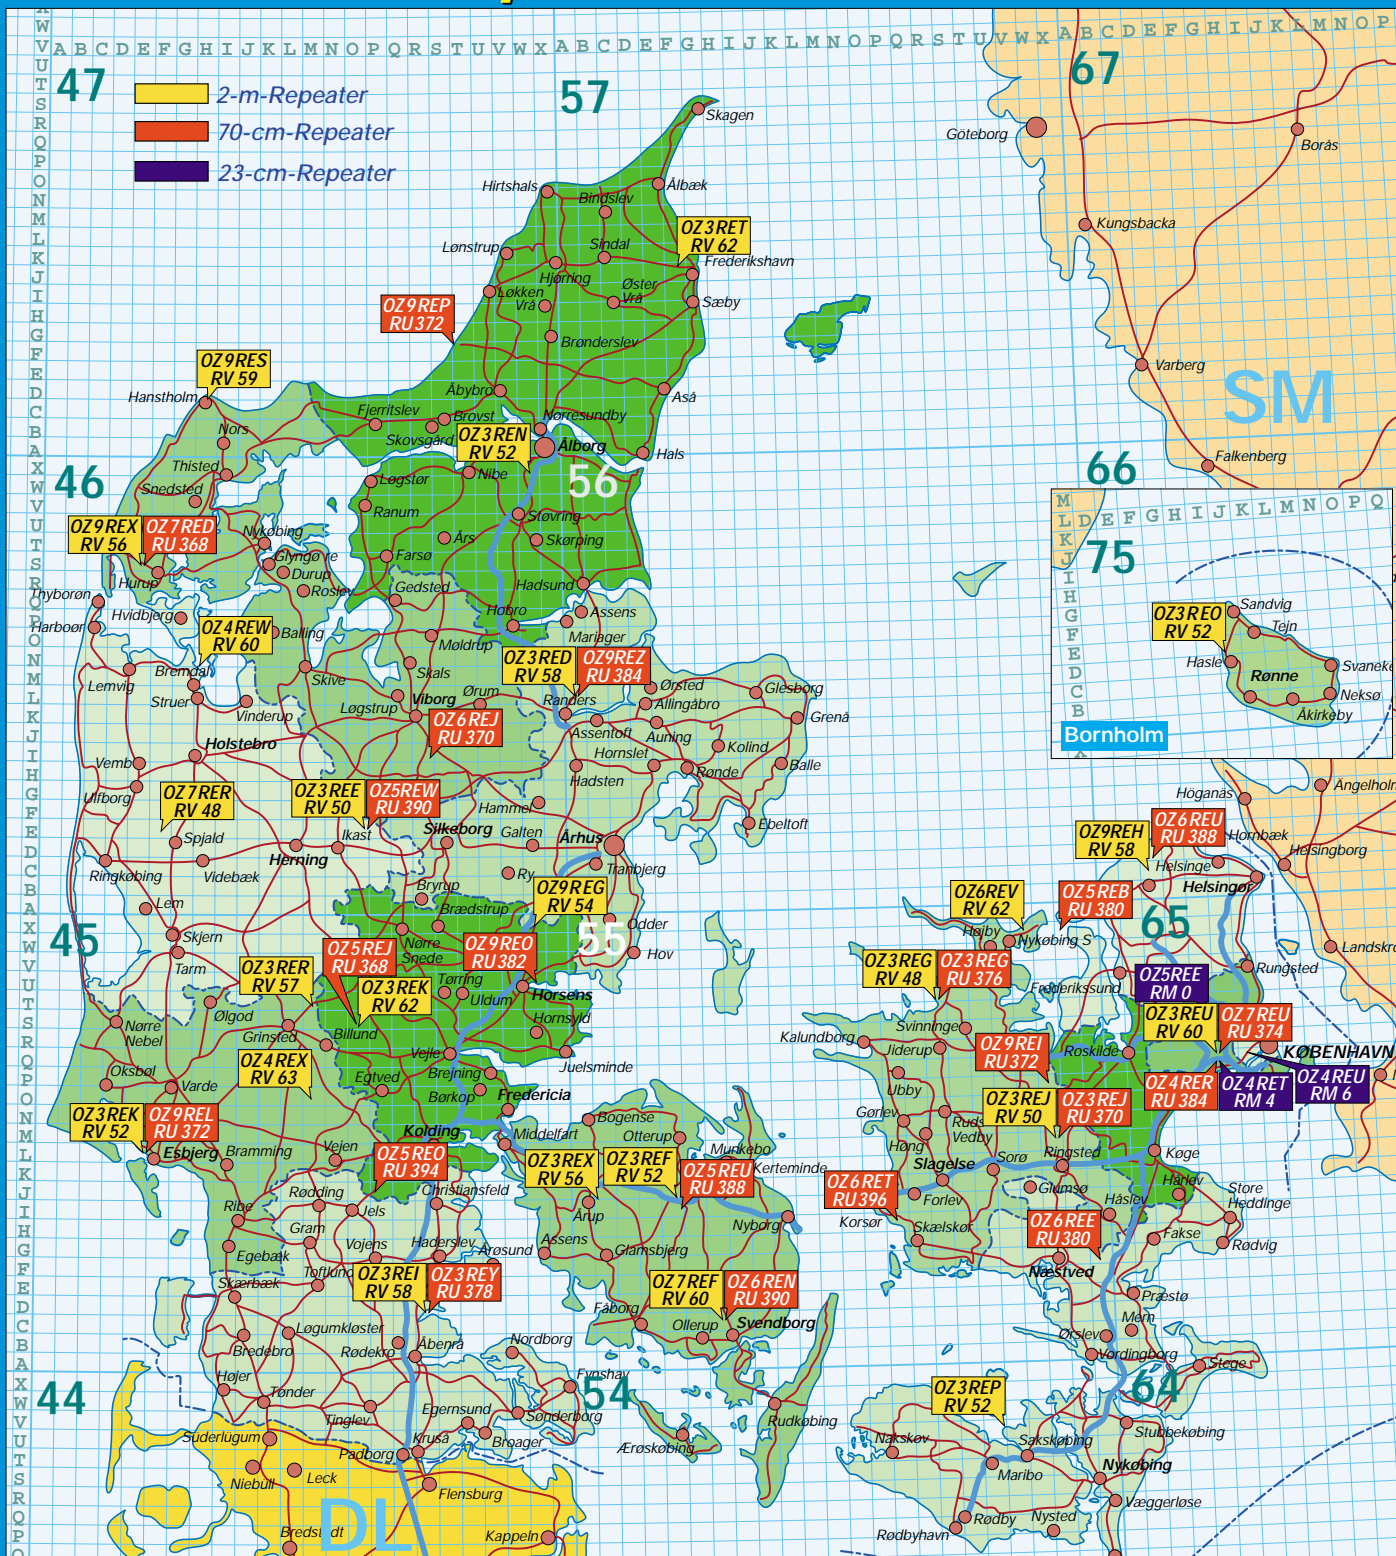 A B C D E F G H I J K L M N O P Q R S T U V W X A B C D E F G H I J K L M N O P Q R S T U V W X A B C D E F G H I J K L M N O P
X
W
V
U
T
S
R
Q
P
O
N
M
L
K
J
I
H
G
F
E
D
C
B
A
X
W
V
U
T
S
R
Q
P
O
N
M
L
K
J
I
H
G
F
E
D
C
B
A
X
W
V
U
T
S
R
Q
P
O
N
M
L
K
J
I
H
G
F
E
D
C
B
A
X
W
V
U
T
S
R
Q
P
O
47
57
67
2-m-Repeater
70-cm-Repeater
23-cm-Repeater
Skagen
Göteborg
Borås
Hirtshals
Ålbæk
Bindslev
Kungsbacka
OZ3RET
RV 62
Lønstrup
Sindal
Frederikshavn
Hjørring
Løkken
Øster
Vrå
Vrå
Sæby
OZ9REP
RU372
Brønderslev
OZ9RES
RV 59
Varberg
SM
Hanstholm
Åbybro
Aså
Fjerritslev
Brovst
Nørresundby
Skovsgård
Nors
OZ3REN
RV 52
Ålborg
Hals
Falkenberg
46
56
66
Thisted
Nibe
Løgstør
Snedsted
Ranum
Støvring
OZ9REX
RV 56
OZ7RED
RU 368
Nykøbing
Års
Skørping
Glyngøre
Farsø
Hurup
Durup
Roslev
Gedsted
Hadsund
Thyborøn
Hvidbjerg
Hobro
Assens
Harboør
OZ4REW
RV 60
Balling
Møldrup
Mariager
M
L
K
J
I
H
G
F
E
D
C
B
D E F G H I J K L M N O P Q
75
OZ3REO
RV 52
Sandvig
Tejn
Hasle
Svaneke
Rønne
Neksø
Åkirkeby
Bornholm
Bremdal
Lemvig
Skive
Skals
OZ3RED
RV 58
OZ9REZ
RU 384
Struer
Vinderup
Løgstrup
Viborg
Ørum
Randers
Ørsted
Allingåbro
Glesborg
Grenå
OZ6REJ
RU 370
Assentoft
Auning
Holstebro
Hornslet
Kolind
Vemb
Hadsten
Rønde
Balle
Ulfborg
OZ7RER
RV 48
OZ3REE
RV 50
OZ5REW
RU 390
Hammel
Höganäs
Ängelholm
OZ9REH
RV 58
OZ6REU
RU 388
Hornbæk
Ebeltoft
Spjald
Ikast
Silkeborg
Galten
Århus
Helsinge
Helsingborg
Herning
Ringkøbing
Videbæk
Ry
Tranbjerg
Helsingør
Lem
Bryrup
OZ9REG
RV 54
OZ6REV
RV 62
OZ5REB
RU 380
65
Brædstrup
Odder
45
Skjern
Nørre
Snede
OZ9REO
RU382
55
Højby
Nykøbing S
Landskrona
Tarm
OZ5REJ
RU 368
Hov
OZ3RER
RV 57
OZ3REK
RV 62
Tørring
Uldum
Horsens
OZ3REG
RV 48
OZ3REG
RU 376
Rungsted
Frederikssund
OZ5REE
RM 0
Ølgod
Nørre
Nebel
Grinsted
Billund
Hornsyld
Kalundborg
Svinninge
OZ3REU
RV 60
OZ7REU
RU 374
OZ9REI
RU372
Jiderup
Roskilde
KØBENHAVN
Vejle
Juelsminde
Oksbøl
Varde
OZ4REX
RV 63
Egtved
Brejning
Børkop
Ubby
OZ4RER
RU 384
OZ4RET
RM 4
OZ4REU
RM 6
Fredericia
OZ3REK
RV 52
OZ9REL
RU 372
Kolding
Bogense
Gørlev
Ruds
Vedby
OZ3REJ
RV 50
OZ3REJ
RU 370
Middelfart
Otterup
Høng
Esbjerg
Bramming
Vejen
OZ5REO
RU 394
OZ3REX
RV 56
OZ3REF
RV 52
Munkebo
OZ5REU
RU 388
Kerteminde
Slagelse
Sorø
Ringsted
Køge
OZ6RET
RU396
Rødding
Christiansfeld
Forlev
Glumsø
Håslev
Hårlev
Store
Heddinge
Ribe
Jels
Årup
Nyborg
Korsør
Gram
Skælskør
OZ6REE
RU380
Fakse
Rødvig
Vojens
Haderslev
Årøsund
Assens
Glamsbjerg
Egebæk
Toftlund
Næstved
Skærbæk
OZ3REI
RV 58
OZ3REY
RU 378
OZ7REF
RV 60
OZ6REN
RU 390
Præstø
Fåborg
Mern
Løgumkløster
Ollerup
Svendborg
Ørslev
Bredebro
Rødekro
Åbenrå
Nordborg
Vordingborg
Stege
Højer
Fynshav
44
54
64
OZ3REP
RV 52
Tønder
Tinglev
Egernsund
Sønderborg
Rudkøbing
Stubbekøbing
Süderlügum
Kruså
Broager
Ærøskøbing
Nakskov
Sakskøbing
Padborg
Maribo
Nykøbing
Niebüll
Leck
Flensburg
Væggerløse
DL
Bredstedt
Kappeln
Rødbyhavn
Rødby
Nysted